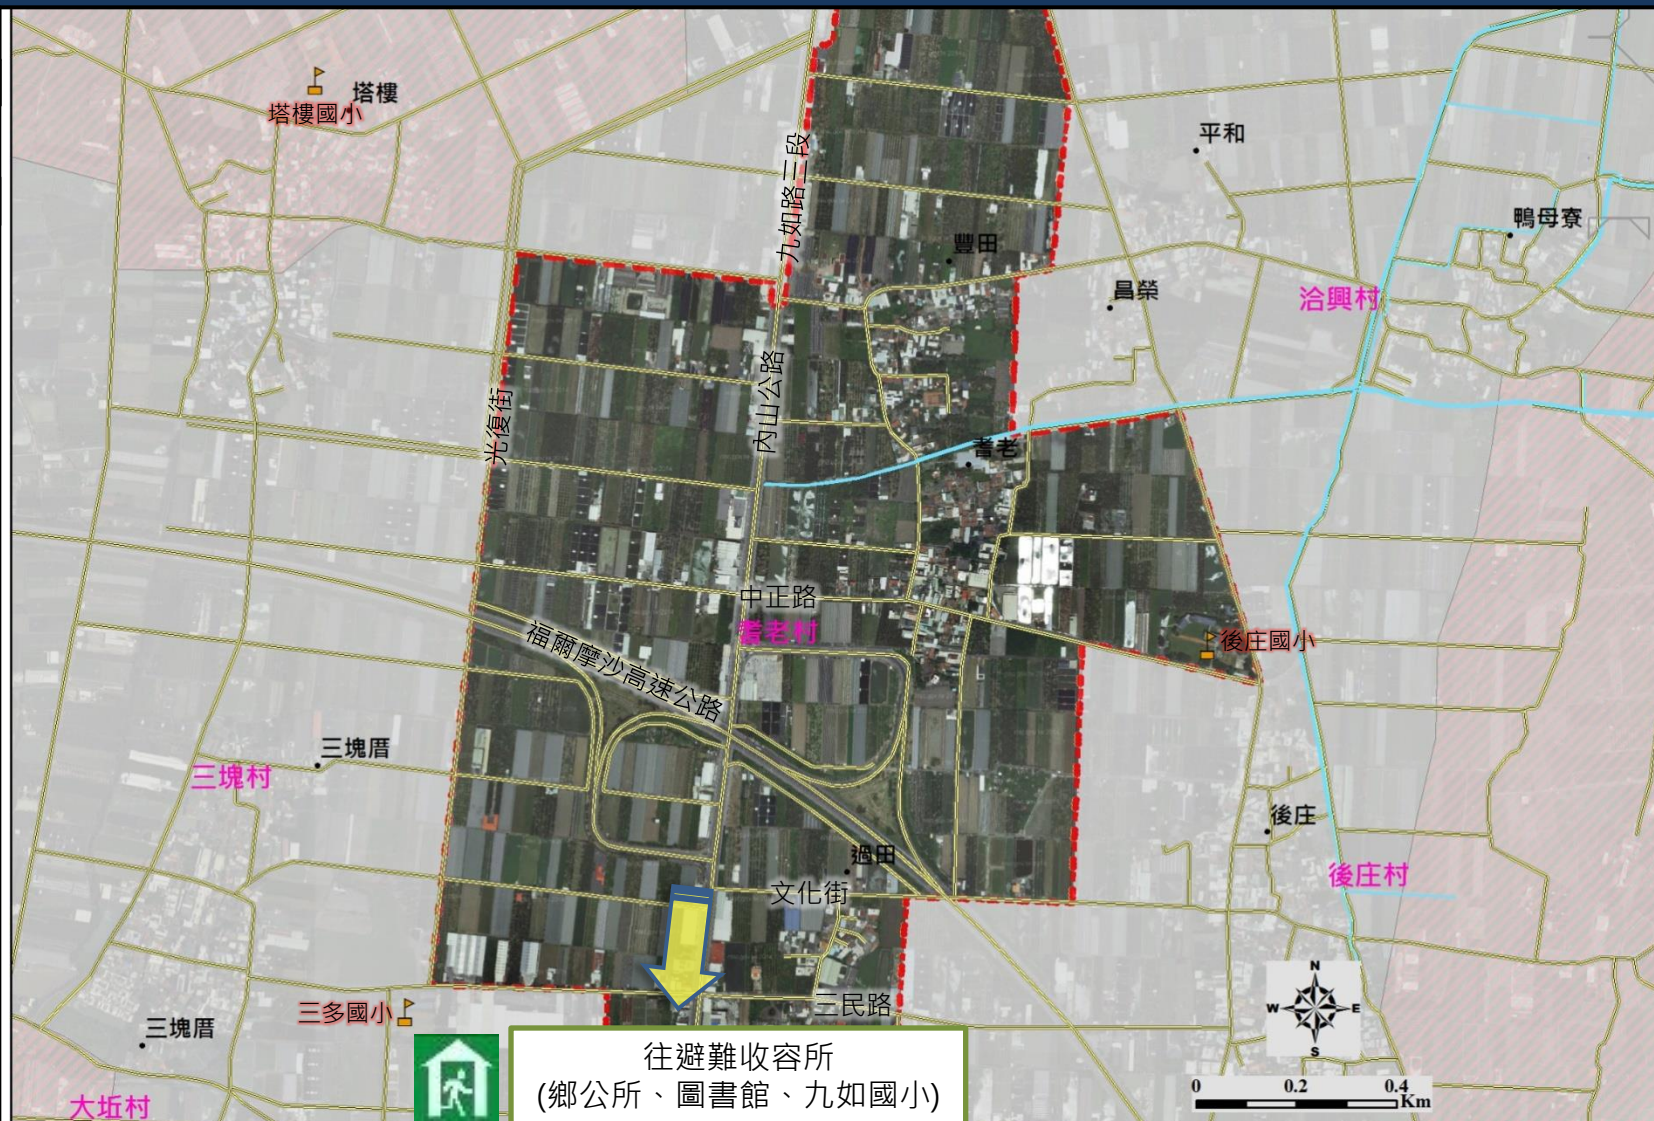 塔樓
塔樓國小
平和
鴨母寮
九如路三段
豐田
昌榮
洽興村
內山公路
光復街
耆老
中正路
耆老村
福爾摩沙高速公路
後庄國小
三塊厝
三塊村
後庄
後庄村
過田
文化街
三民路
三多國小
三塊厝
大坵村
往避難收容所
(鄉公所、圖書館、九如國小)
N
W E
S
0 0.2 0.4
Km